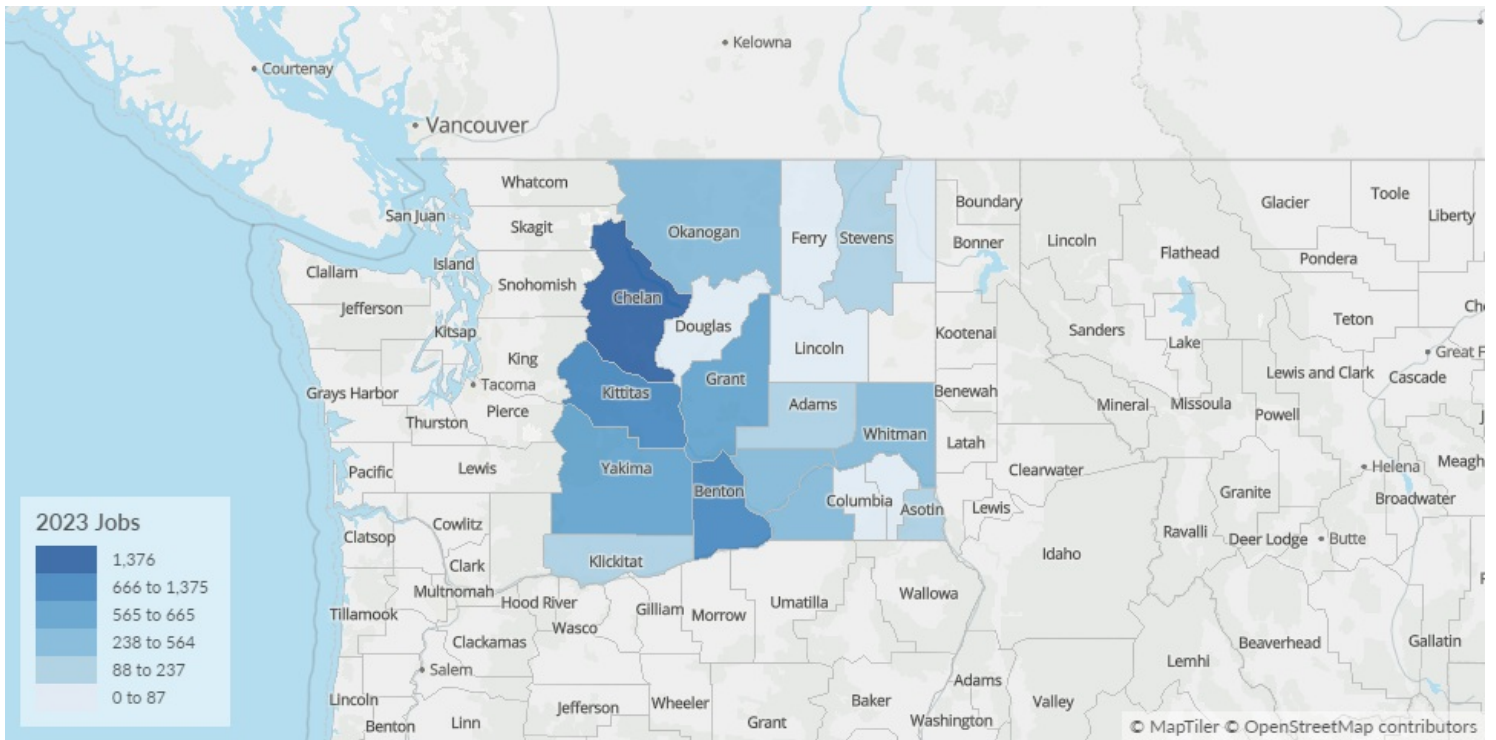 Kelowna
Courtenay
Vancouver
Whatcom
San Juan
Skagit
Okanogan
Ferry
Stevens
Boundary
Glacier
Toole
Liberty
Bonner
Lincoln
Flathead
Pondera
Island
Clallam
Snohomish
Chelan
Jefferson
Kitsap
Douglas
Kootenai
Sanders
Lake
Teton
Lincoln
King
Tacoma
Grant
Great F
Lewis and Clark
Cascade
Grays Harbor
Kittitas
Adams
Benewah
Mineral
Missoula
Powell
Thurston
Pierce
Whitman
Latah
Pacific
Lewis
Yakima
Clearwater
Helena
Meagh
Benton
Columbia
Asotin
Lewis
Granite
Broadwater
Cowlitz
Clatsop
Ravalli
Deer Lodge
Butte
Clark
Klickitat
Idaho
Multnomah
Hood River
Tillamook
Gilliam
Morrow
Umatilla
Wallowa
Wasco
Clackamas
Beaverhead
Gallatin
Salem
Lemhi
Lincoln
Jefferson
Wheeler
Baker
Adams
Valley
Benton
Linn
Grant
Washington
2023 Jobs
1,376
666 to 1,375
565 to 665
238 to 564
88 to 237
0 to 87
© MapTiler © OpenStreetMap contributors